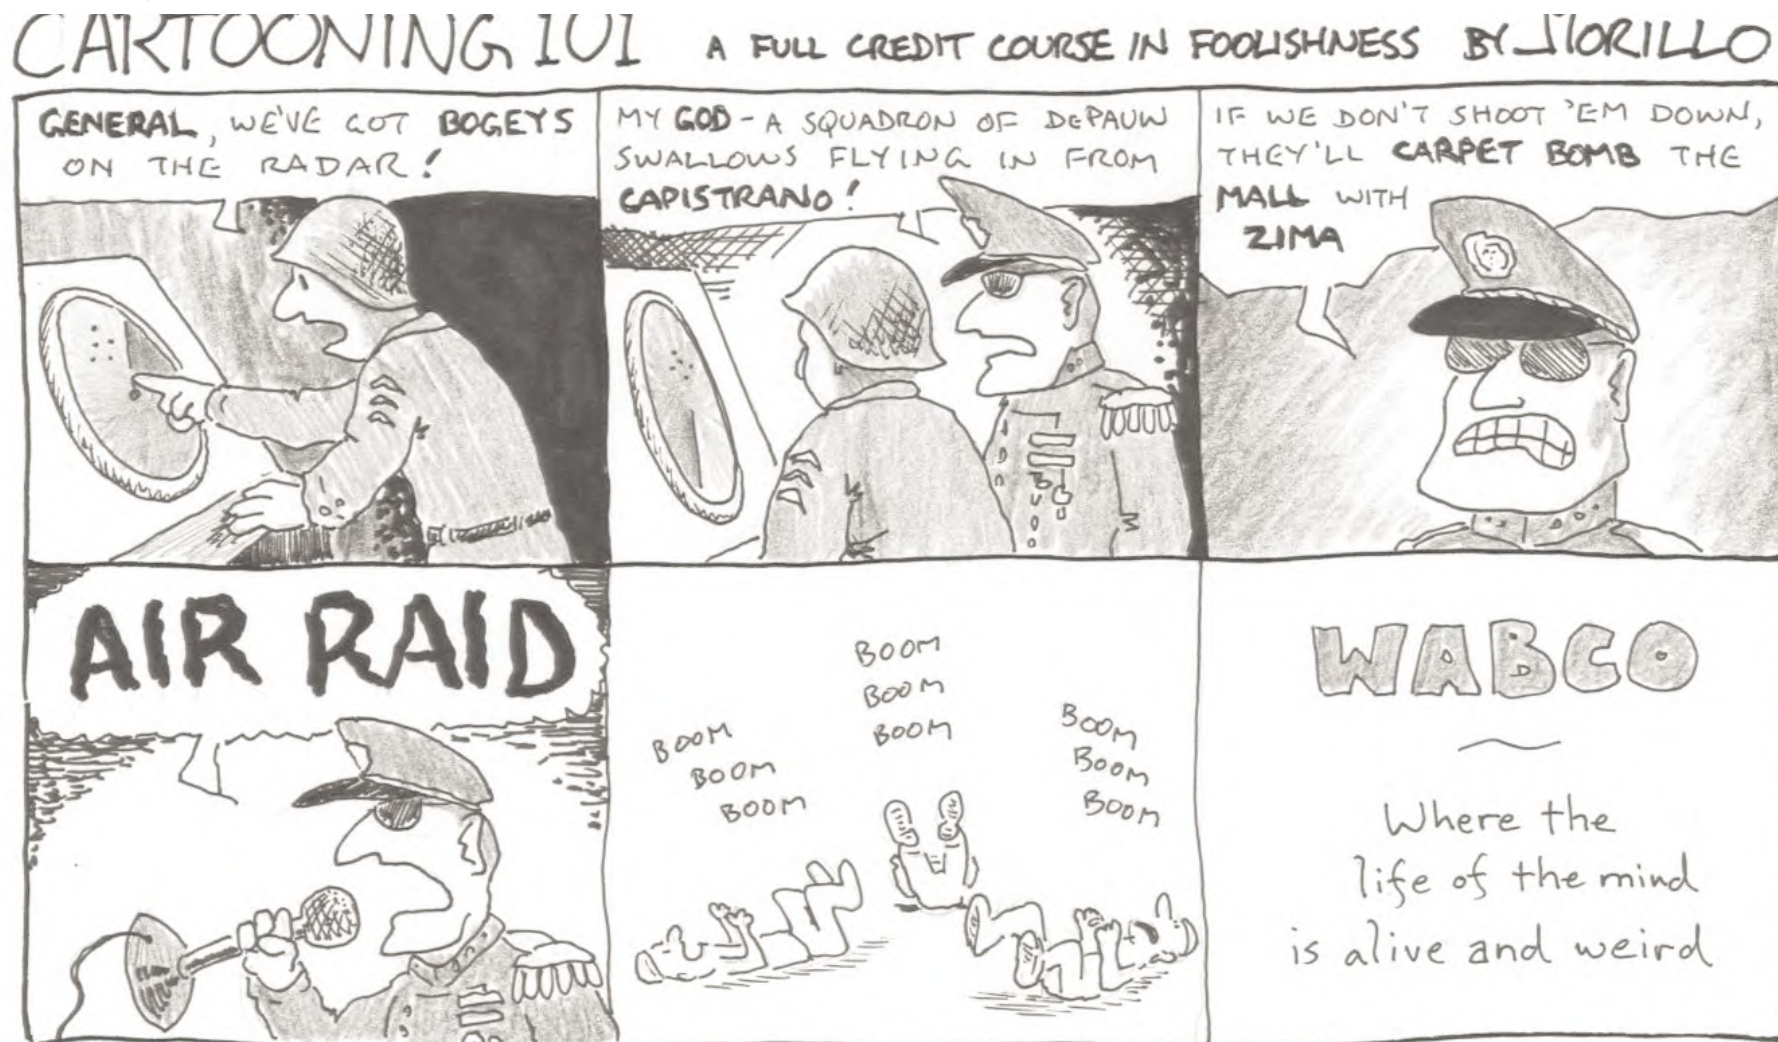 CARTOONING 101 A FULL CREDIT COURSE IN FOOLISHNESS BY MORILLO
GENERAL, WE'VE GOT BOGEYS
ON THE RADAR!
MY GOD - A SQUADRON OF DEPAUW
SWALLOWS FLYING IN FROM
CAPISTRANO!
IF WE DON'T SHOOT 'EM DOWN,
THEY'LL CARPET BOMB THE
MALL WITH
ZIMA
AIR RAID
BOOM
BOOM
BOOM
BOOM
BOOM
BOOM
BOOM
BOOM
BOOM
WABCO
Where the
life of the mind
is alive and weird